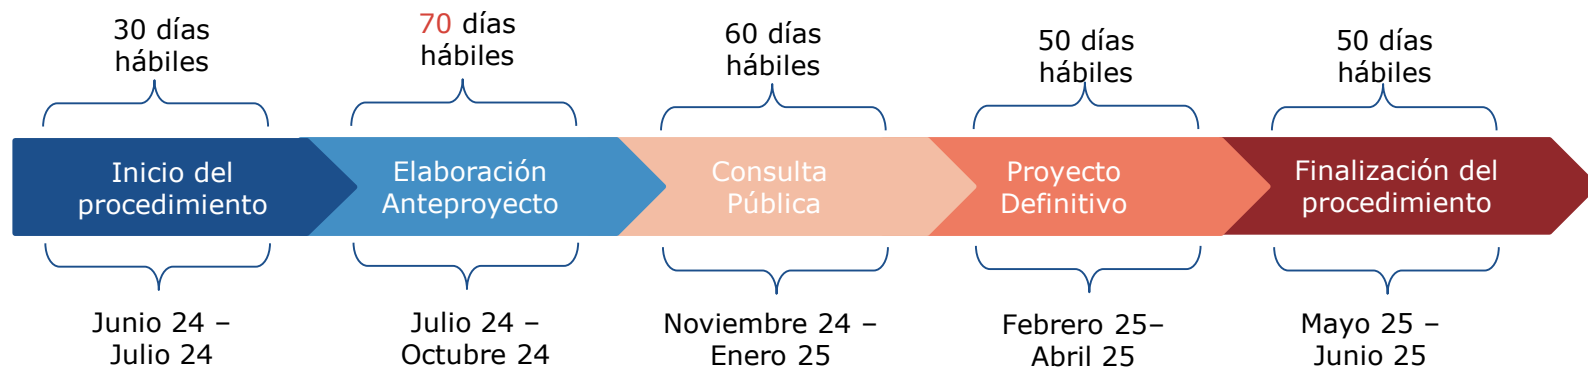 30 días
hábiles
70 días
hábiles
60 días
hábiles
50 días
hábiles
50 días
hábiles
Inicio del
procedimiento
Elaboración
Anteproyecto
Consulta
Pública
Proyecto
Definitivo
Finalización del
procedimiento
Junio 24 –
Julio 24
Julio 24 –
Octubre 24
Noviembre 24 –
Enero 25
Febrero 25–
Abril 25
Mayo 25 –
Junio 25